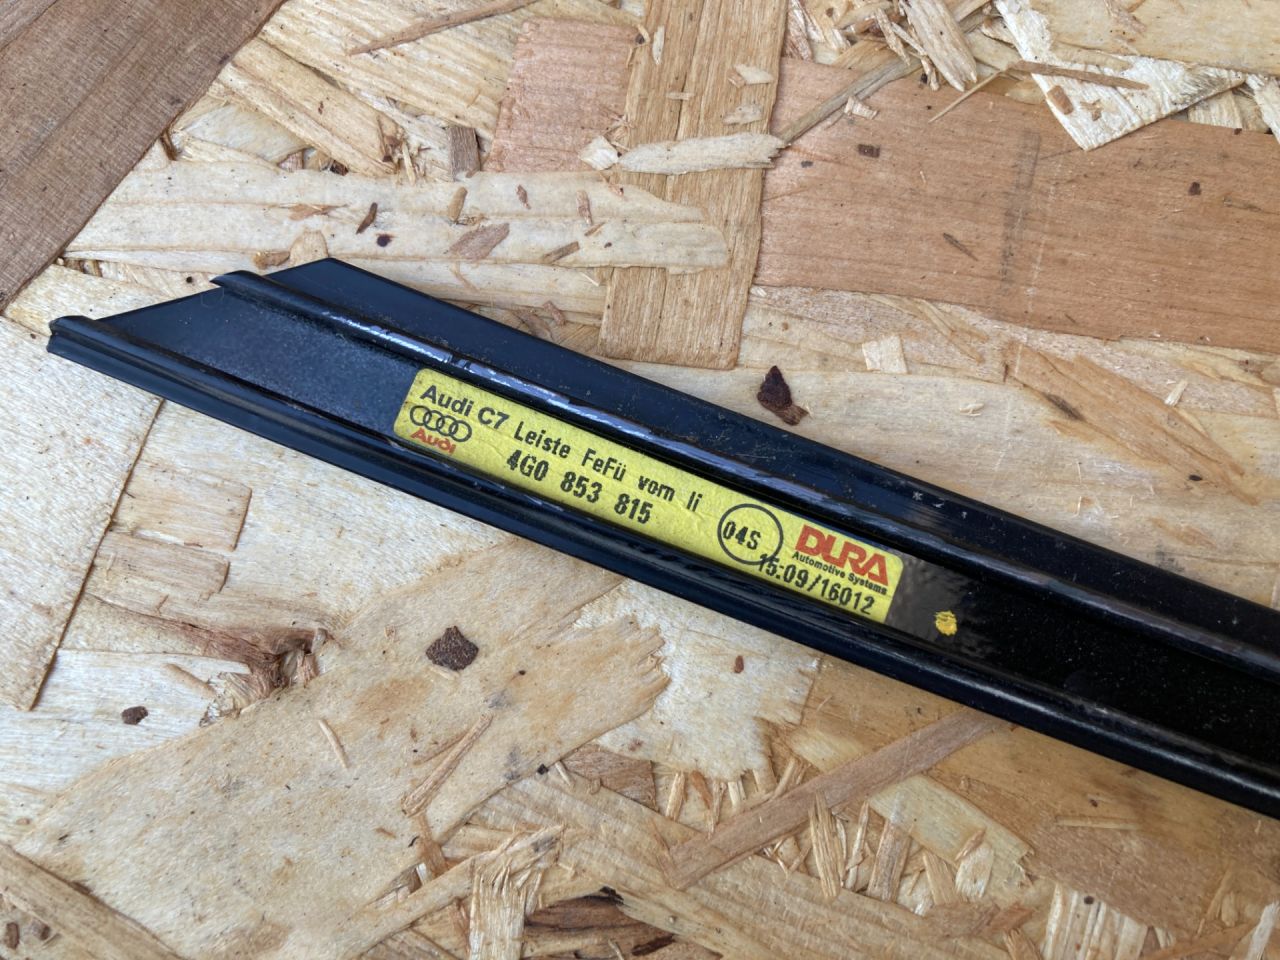 Audi C7 Leiste FeFü vorn li
Audi
4G0 853 815
04S
DURA
Automotive Systems
15:09/16012